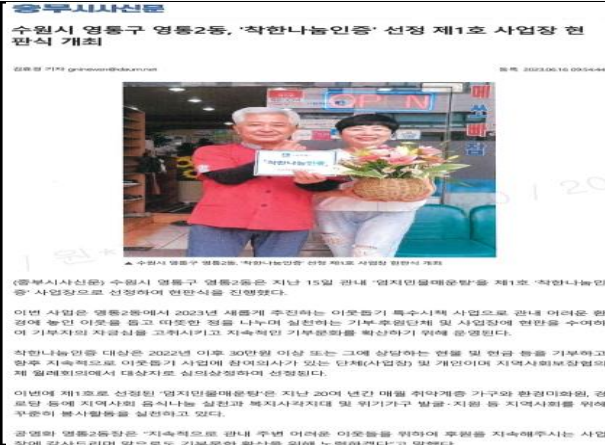 중부시사신문
수원시 영통구 영통2동, '착한나눔인증' 선정 제1호 사업장 현
판식 개최
김효정 기자 gninews@daum.net
등록 2023.06.16 09:54:44
OPEN
'착한나눔인증'
▲ 수원시 영통구 영통2동, '착한나눔인증' 선정 제1호 사업장 현판식 개최
(중부시사신문) 수원시 영통구 영통2동은 지난 15일 관내 '엄지민물매운탕'을 제1호 '착한나눔인
증' 사업장으로 선정하여 현판식을 진행했다.
이번 사업은 영통2동에서 2023년 새롭게 추진하는 이웃돕기 특수시책 사업으로 관내 어려운 환
경에 놓인 이웃을 돕고 따뜻한 정을 나누며 실천하는 기부·후원단체 및 사업장에 현판을 수여하
여 기부자의 자긍심을 고취시키고 지속적인 기부문화를 확산하기 위해 운영된다.
착한나눔인증 대상은 2022년 이후 30만원 이상 또는 그에 상당하는 현물 및 현금 등을 기부하고
향후 지속적으로 이웃돕기 사업에 참여의사가 있는 단체(사업장) 및 개인이며 지역사회보장협의
체 월례회의에서 대상자로 심의상정하여 선정된다.
이번에 제1호로 선정된 '엄지민물매운탕'은 지난 20여 년간 매월 취약계층 가구와 환경미화원, 경
로당 등에 지역사회 음식나눔 실천과 복지사각지대 및 위기가구 발굴·지원 등 지역사회를 위해
꾸준히 봉사활동을 실천하고 있다.
공영화 영통2동장은 "지속적으로 관내 주변 어려운 이웃들을 위하여 후원을 지속해주시는 사업
장에 감사드리며 앞으로도 기부문화 확산을 위해 노력하겠다"고 말했다.